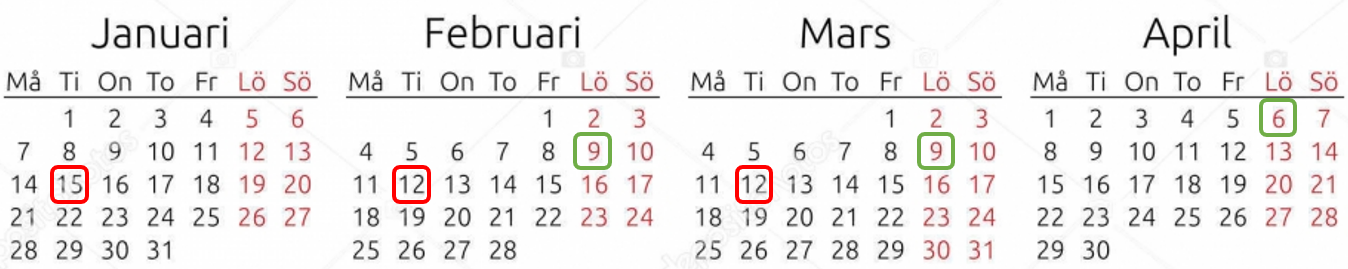 Januari
Må Ti On To Fr Lö Sö
1 2 3 4 5 6
7 8 9 10 11 12 13
14 15 16 17 18 19 20
21 22 23 24 25 26 27
28 29 30 31
Februari
Må Ti On To Fr Lö Sö
1 2 3
4 5 6 7 8 9 10
11 12 13 14 15 16 17
18 19 20 21 22 23 24
25 26 27 28
Mars
Må Ti On To Fr Lö Sö
1 2 3
4 5 6 7 8 9 10
11 12 13 14 15 16 17
18 19 20 21 22 23 24
25 26 27 28 29 30 31
April
Må Ti On To Fr Lö Sö
1 2 3 4 5 6 7
8 9 10 11 12 13 14
15 16 17 18 19 20 21
22 23 24 25 26 27 28
29 30